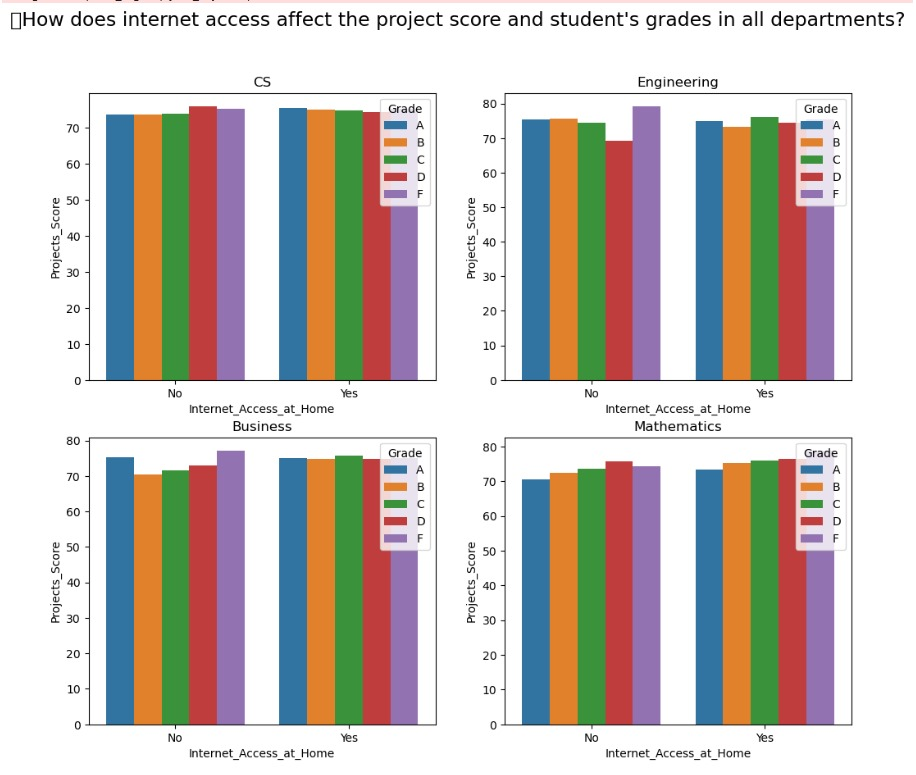 How does internet access affect the project score and student's grades in all departments?
CS
Projects_Score
70
60
50
40
30
20
10
0
Grade
A
B
C
D
F
No
Yes
Internet_Access_at_Home
Engineering
Projects_Score
80
70
60
50
40
30
20
10
0
Grade
A
B
C
D
F
No
Yes
Internet_Access_at_Home
Business
Projects_Score
80
70
60
50
40
30
20
10
0
Grade
A
B
C
D
F
No
Yes
Internet_Access_at_Home
Mathematics
Projects_Score
80
70
60
50
40
30
20
10
0
Grade
A
B
C
D
F
No
Yes
Internet_Access_at_Home